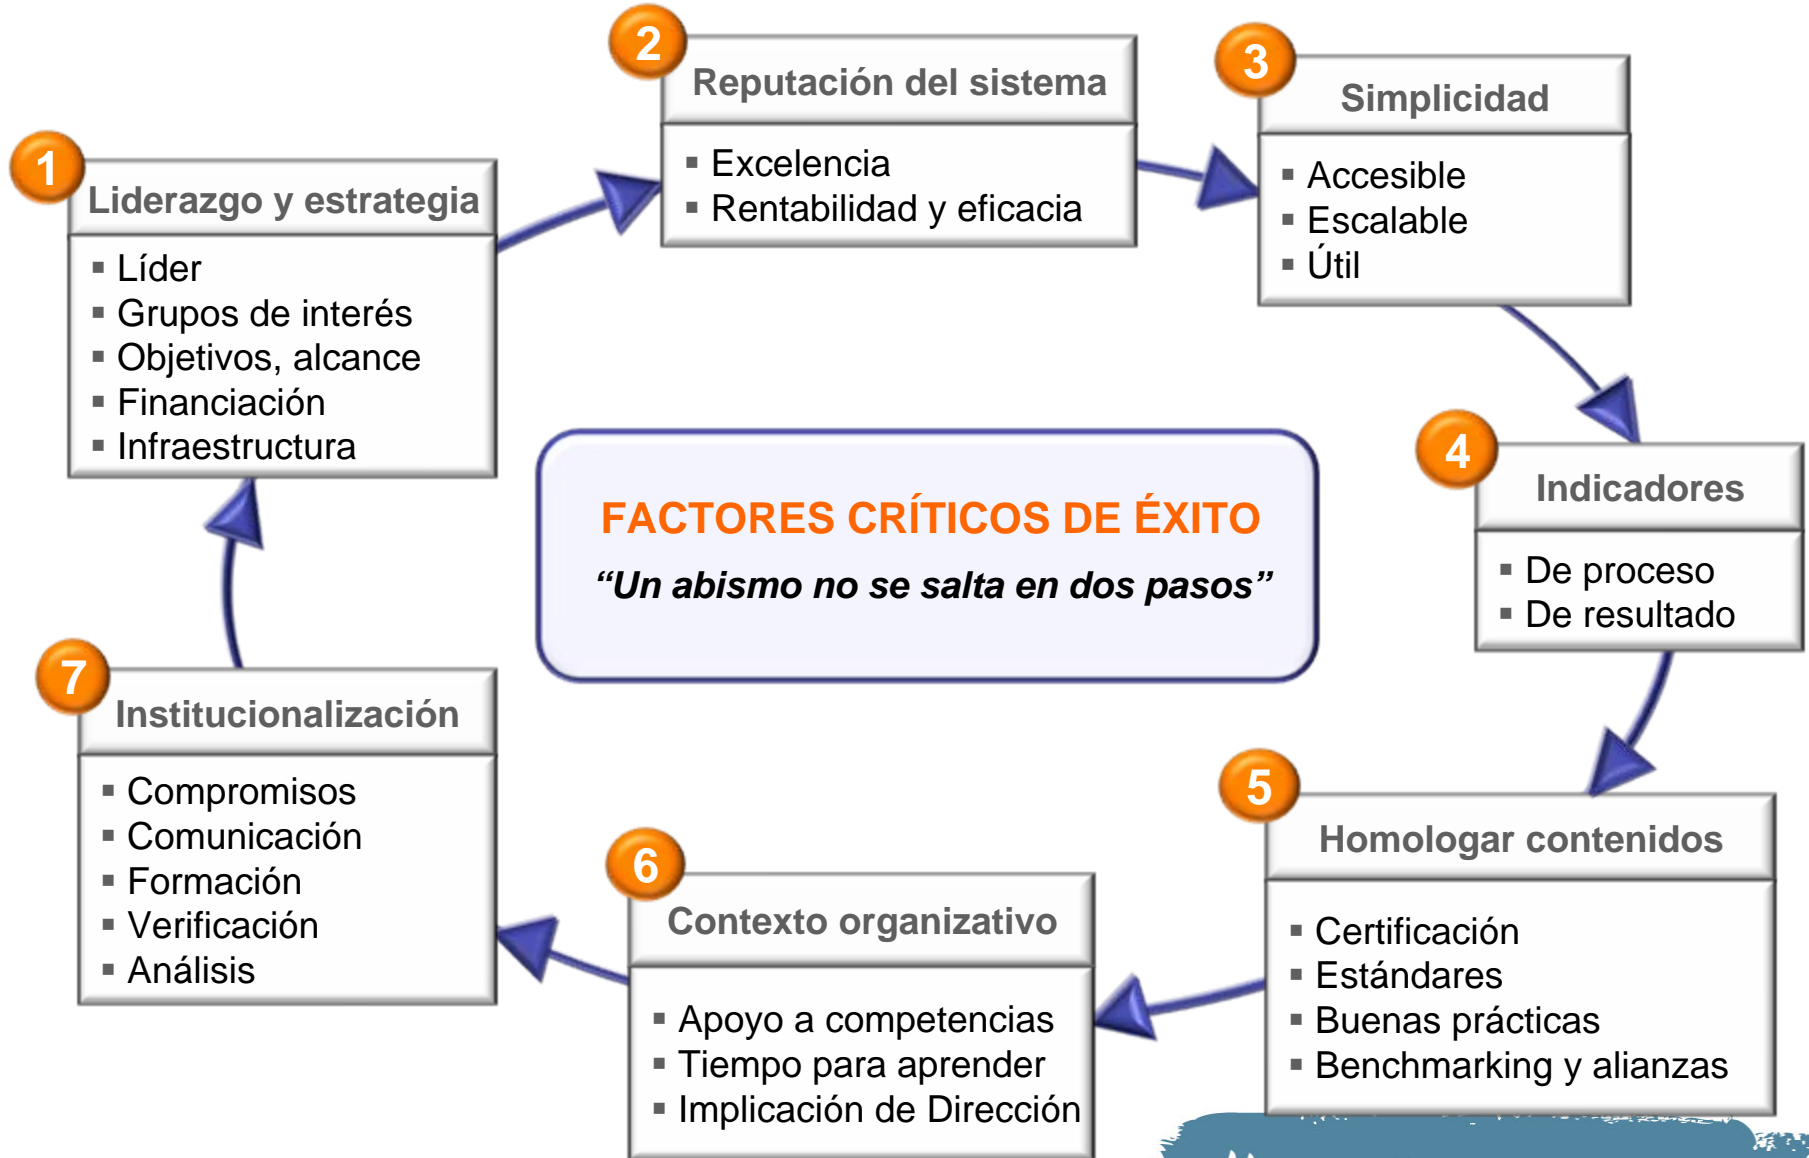 1
Liderazgo y estrategia
▪ Líder
▪ Grupos de interés
▪ Objetivos, alcance
▪ Financiación
▪ Infraestructura
2
Reputación del sistema
▪ Excelencia
▪ Rentabilidad y eficacia
3
Simplicidad
▪ Accesible
▪ Escalable
▪ Útil
FACTORES CRÍTICOS DE ÉXITO
“Un abismo no se salta en dos pasos”
4
Indicadores
▪ De proceso
▪ De resultado
5
Homologar contenidos
▪ Certificación
▪ Estándares
▪ Buenas prácticas
▪ Benchmarking y alianzas
6
Contexto organizativo
▪ Apoyo a competencias
▪ Tiempo para aprender
▪ Implicación de Dirección
7
Institucionalización
▪ Compromisos
▪ Comunicación
▪ Formación
▪ Verificación
▪ Análisis